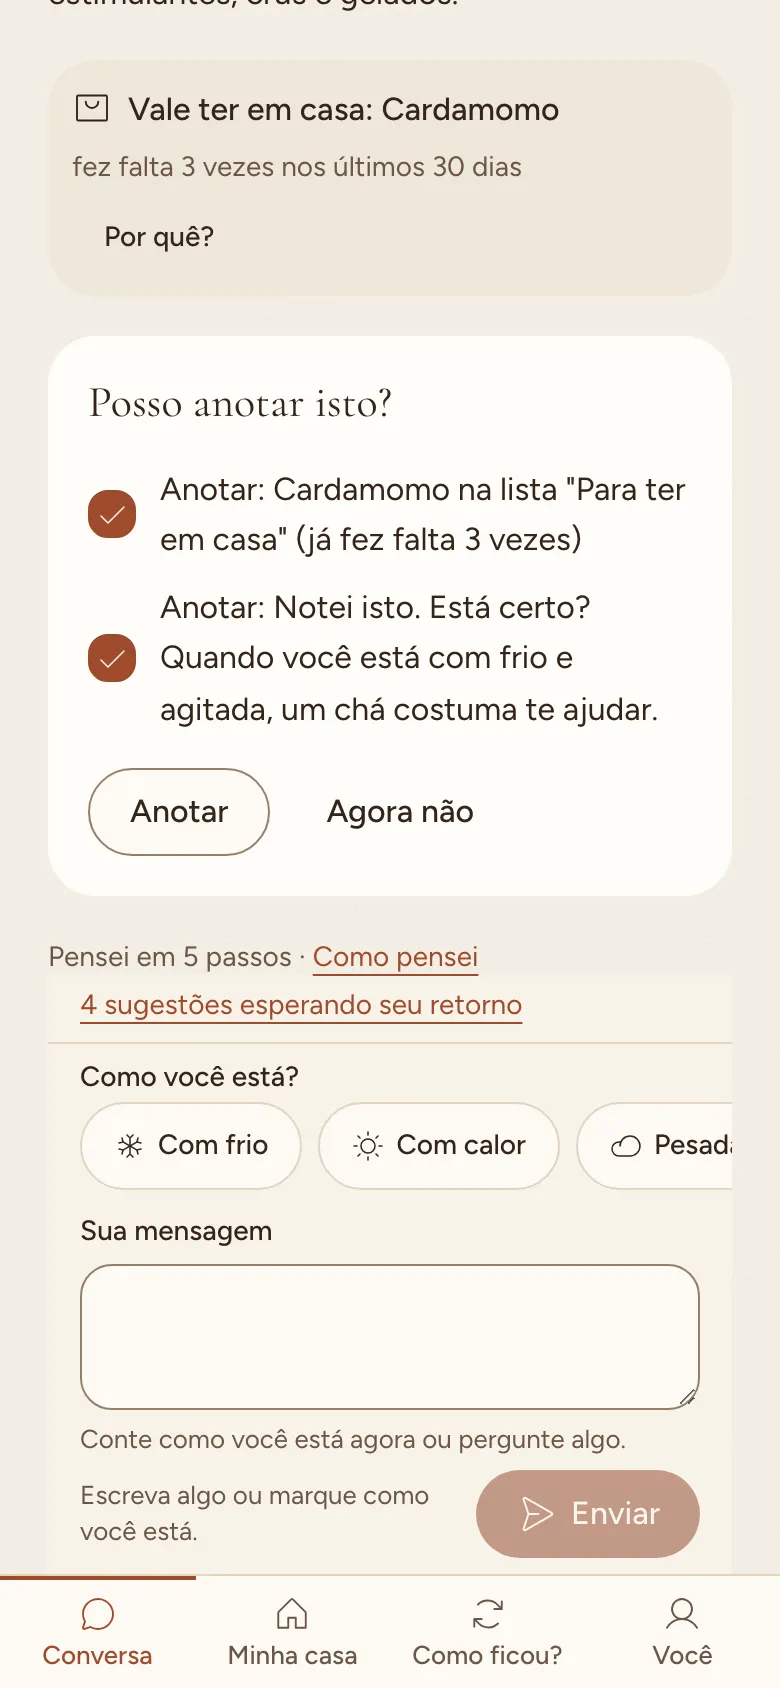 estimulantes, crus e gelados.
Vale ter em casa: Cardamomo
fez falta 3 vezes nos últimos 30 dias
Por quê?
Posso anotar isto?
Anotar: Cardamomo na lista "Para ter
em casa" (já fez falta 3 vezes)
Anotar: Notei isto. Está certo?
Quando você está com frio e
agitada, um chá costuma te ajudar.
Anotar
Agora não
Pensei em 5 passos · Como pensei
4 sugestões esperando seu retorno
Como você está?
Com frio
Com calor
Pesada
Sua mensagem
Conte como você está agora ou pergunte algo.
Escreva algo ou marque como
você está.
Enviar
Conversa
Minha casa
Como ficou?
Você